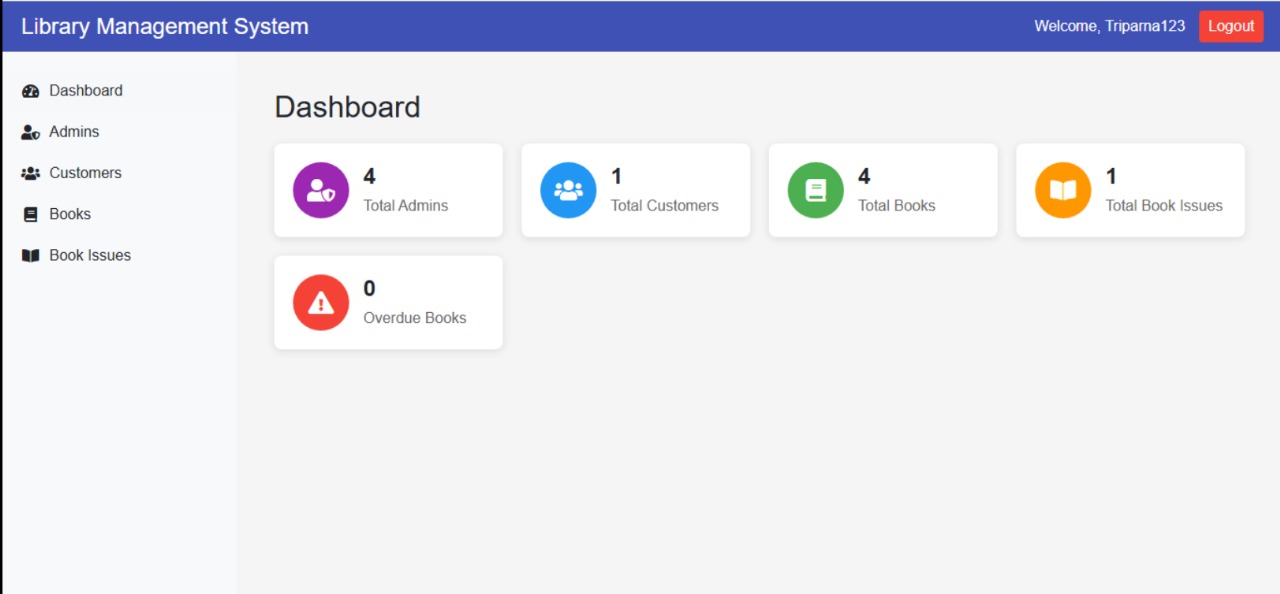 Library Management System
Welcome, Triparna123
Logout
Dashboard
Admins
Customers
Books
Book Issues
Dashboard
4
Total Admins
1
Total Customers
4
Total Books
1
Total Book Issues
0
Overdue Books